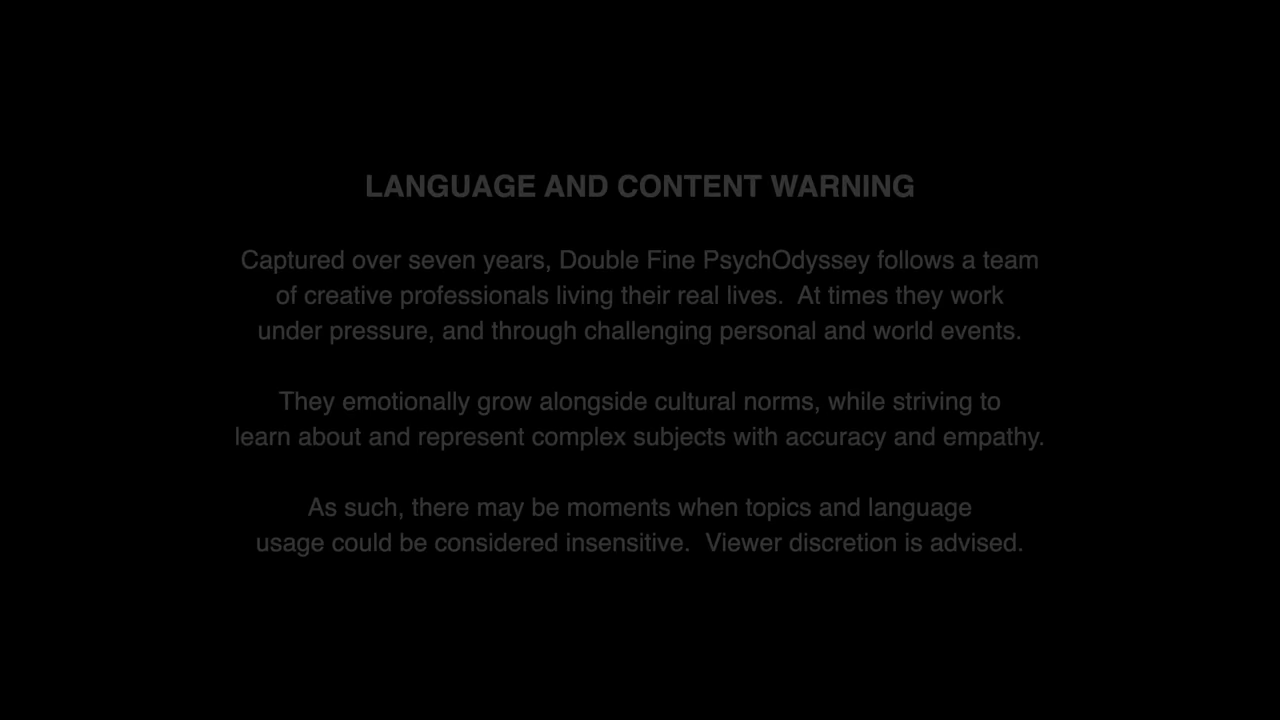 LANGUAGE AND CONTENT WARNING
Captured over seven years, Double Fine PsychOdyssey follows a team
of creative professionals living their real lives.  At times they work
under pressure, and through challenging personal and world events.
They emotionally grow alongside cultural norms, while striving to
learn about and represent complex subjects with accuracy and empathy.
As such, there may be moments when topics and language
usage could be considered insensitive.  Viewer discretion is advised.